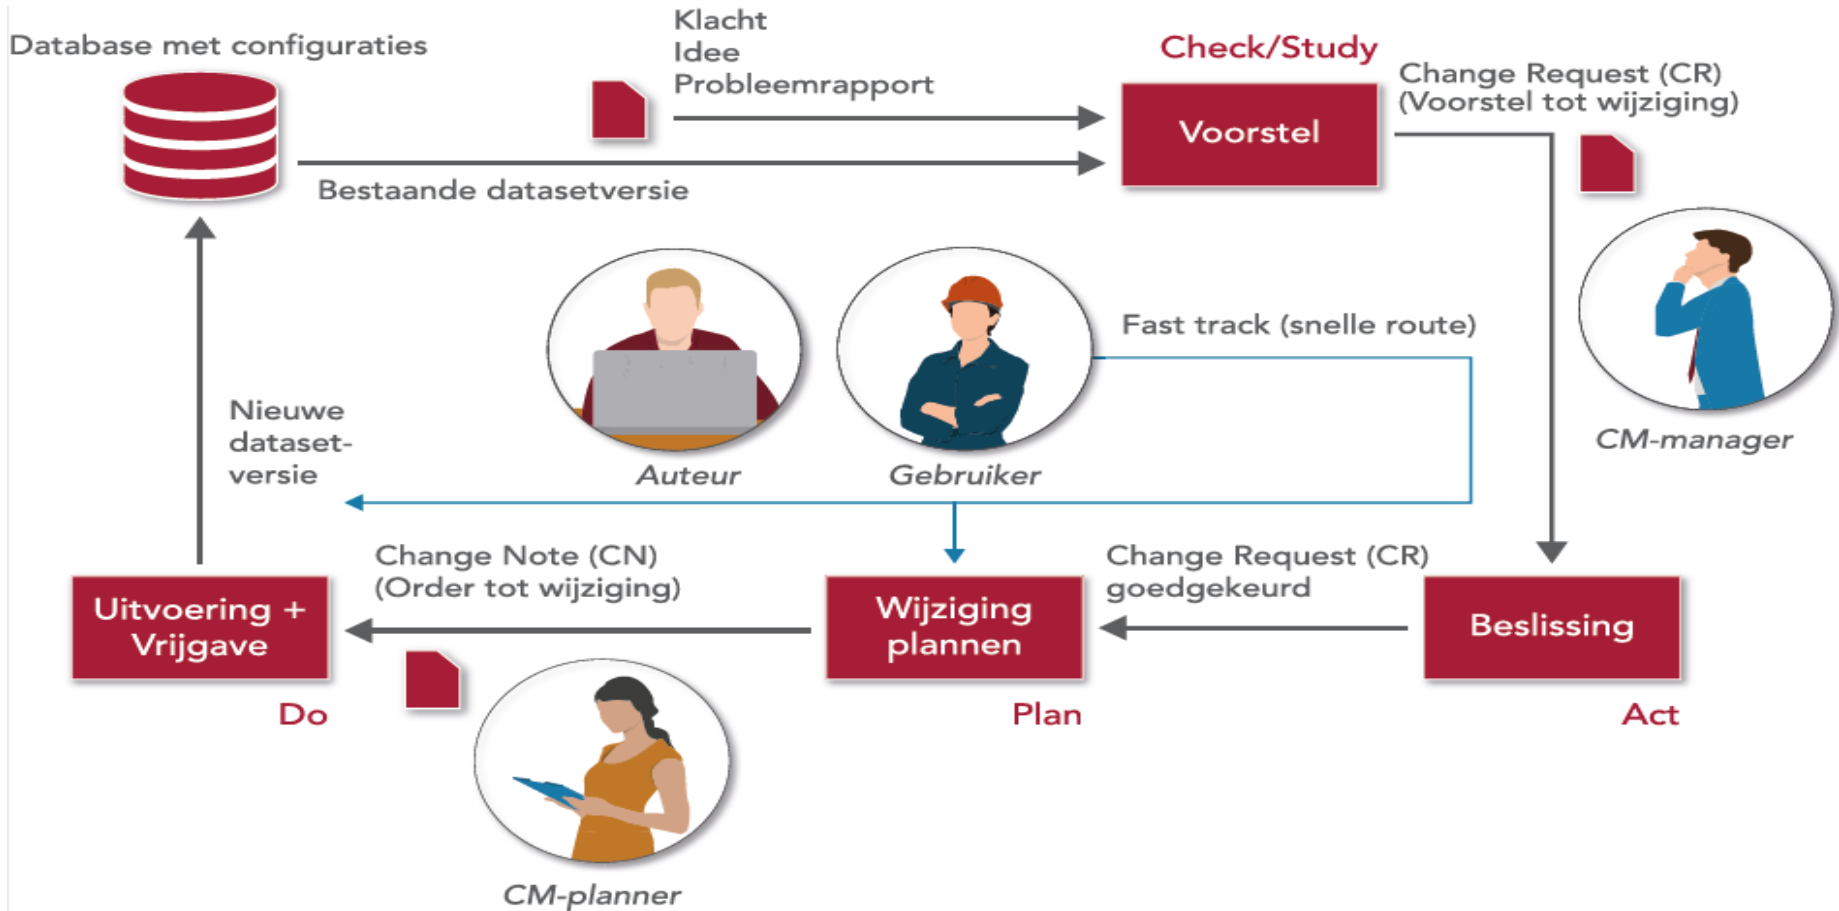 Database met configuraties
Klacht
Idee
Probleemrapport
Bestaande datasetversie
Check/Study
Voorstel
Change Request (CR)
(Voorstel tot wijziging)
CM-manager
Fast track (snelle route)
Auteur
Gebruiker
Nieuwe
dataset-
versie
Change Note (CN)
(Order tot wijziging)
Change Request (CR)
goedgekeurd
Uitvoering +
Vrijgave
Do
Wijziging
plannen
Plan
Beslissing
Act
CM-planner